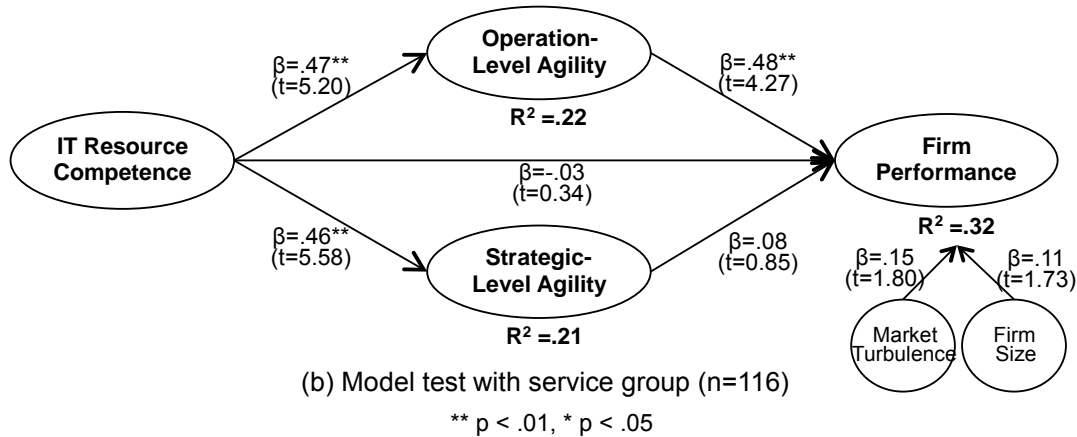 Operation-
Level Agility
R² =.22
β=.47**
(t=5.20)
β=.48**
(t=4.27)
IT Resource
Competence
Firm
Performance
R² =.32
β=-.03
(t=0.34)
β=.46**
(t=5.58)
Strategic-
Level Agility
R² =.21
β=.08
(t=0.85)
β=.15
(t=1.80)
β=.11
(t=1.73)
Market
Turbulence
Firm
Size
(b) Model test with service group (n=116)
** p < .01, * p < .05